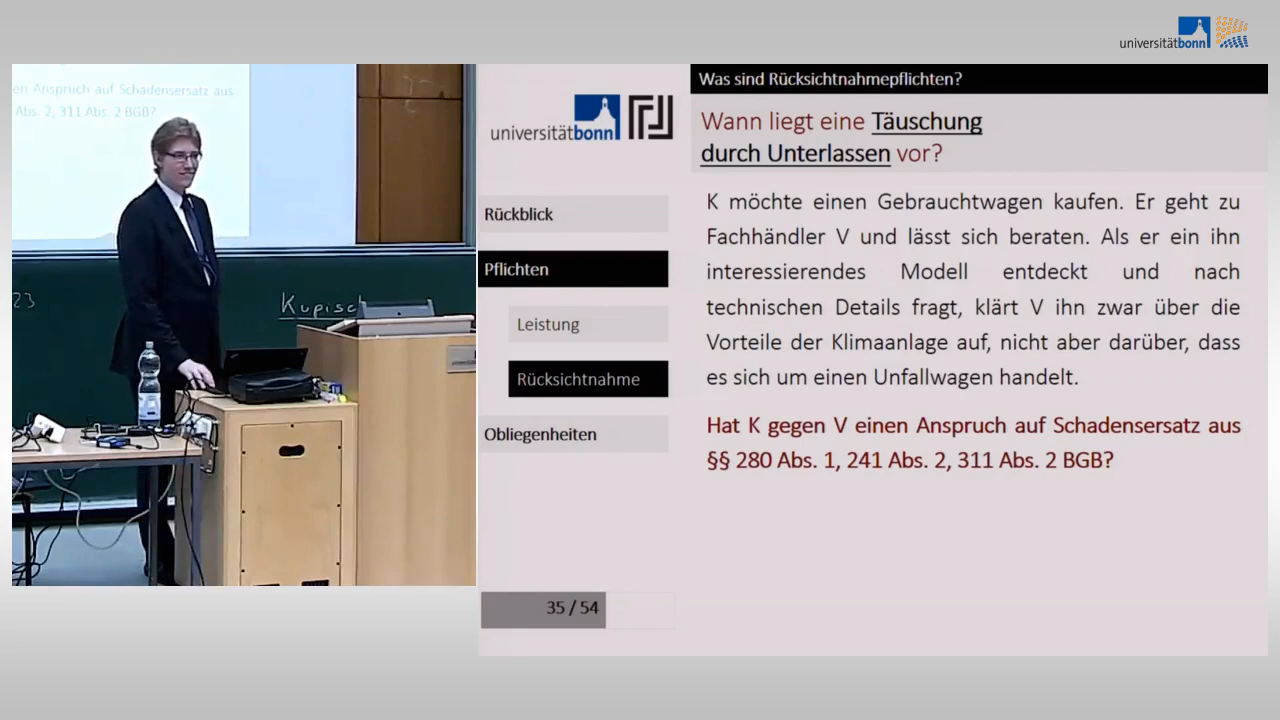 universitätbonn
en Anspruch auf Schadensersatz aus
Abs. 2, 311 Abs. 2 BGB?
23
Kupisch
universitätbonn
Rückblick
Pflichten
Leistung
Rücksichtnahme
Obliegenheiten
35 / 54
Was sind Rücksichtnahmepflichten?
Wann liegt eine Täuschung
durch Unterlassen vor?
K möchte einen Gebrauchtwagen kaufen. Er geht zu
Fachhändler V und lässt sich beraten. Als er ein ihn
interessierendes Modell entdeckt und nach
technischen Details fragt, klärt V ihn zwar über die
Vorteile der Klimaanlage auf, nicht aber darüber, dass
es sich um einen Unfallwagen handelt.
Hat K gegen V einen Anspruch auf Schadensersatz aus
§§ 280 Abs. 1, 241 Abs. 2, 311 Abs. 2 BGB?